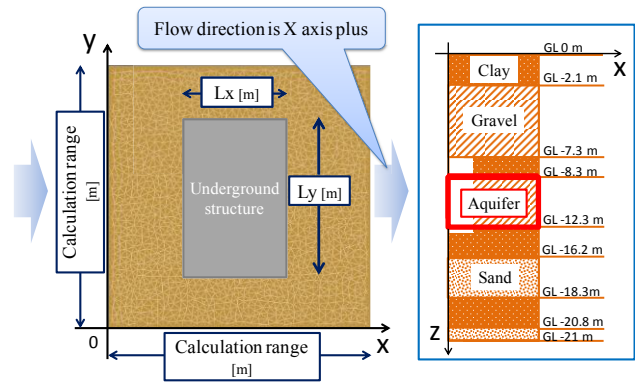 y
Flow direction is X axis plus
Lx [m]
Calculation range
[m]
Underground
structure
Ly [m]
0
x
Calculation range
[m]
GL 0 m
X
Clay
GL -2.1 m
Gravel
GL -7.3 m
GL -8.3 m
Aquifer
GL -12.3 m
GL -16.2 m
Sand
GL -18.3m
GL -20.8 m
GL -21 m
Z